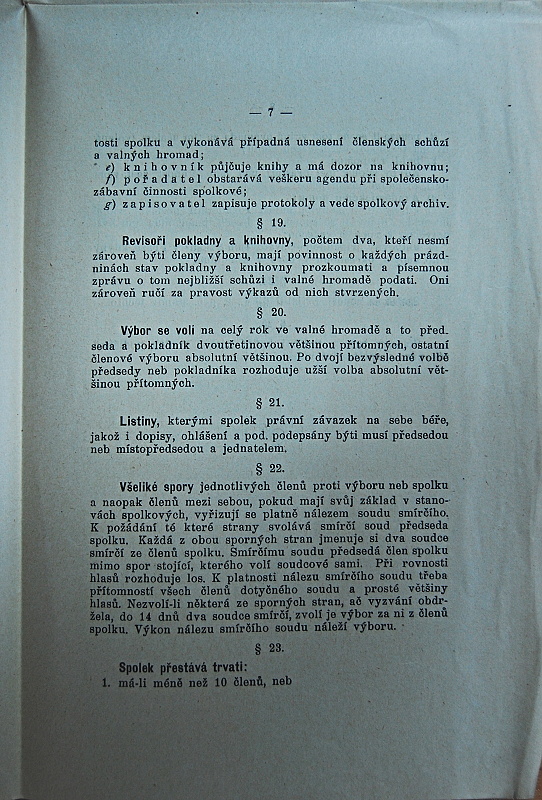 — 7 —
tosti spolku a vykonává případná usnesení členských schůzí
a valných hromad;
e) knihovník půjčuje knihy a má dozor na knihovnu;
f) pořadatel obstarává veškeru agendu při společensko-
zábavní činnosti spolkové;
g) zapisovatel zapisuje protokoly a vede spolkový archiv.
§ 19.
Revisoři pokladny a knihovny, počtem dva, kteří nesmí
zároveň býti členy výboru, mají povinnost o každých prázd-
ninách stav pokladny a knihovny prozkoumati a písemnou
zprávu o tom nejbližší schůzi i valné hromadě podati. Oni
zároveň ručí za pravost výkazů od nich stvrzených.
§ 20.
Výbor se volí na celý rok ve valné hromadě a to před-
seda a pokladník dvoutřetinovou většinou přítomných, ostatní
členové výboru absolutní většinou. Po dvojí bezvýsledné volbě
předsedy neb pokladníka rozhoduje užší volba absolutní vět-
šinou přítomných.
§ 21.
Listiny, kterými spolek právní závazek na sebe béře,
jakož i dopisy, ohlášení a pod. podepsány býti musí předsedou
neb místopředsedou a jednatelem.
§ 22.
Všeliké spory jednotlivých členů proti výboru neb spolku
a naopak členů mezi sebou, pokud mají svůj základ v stano-
vách spolkových, vyřizují se platně nálezem soudu smírčího.
K požádání té které strany svolává smírčí soud předseda
spolku. Každá z obou sporných stran jmenuje si dva soudce
smírčí ze členů spolku. Smírčímu soudu předsedá člen spolku
mimo spor stojící, kterého volí soudcové sami. Při rovnosti
hlasů rozhoduje los. K platnosti nálezu smírčího soudu třeba
přítomností všech členů dotyčného soudu a prosté většiny
hlasů. Nezvolí-li některá ze sporných stran, ač vyzvání obdr-
žela, do 14 dnů dva soudce smírčí, zvolí je výbor za ni z členů
spolku. Výkon nálezu smírčího soudu náleží výboru.
§ 23.
Spolek přestává trvati:
1. má-li méně než 10 členů, neb